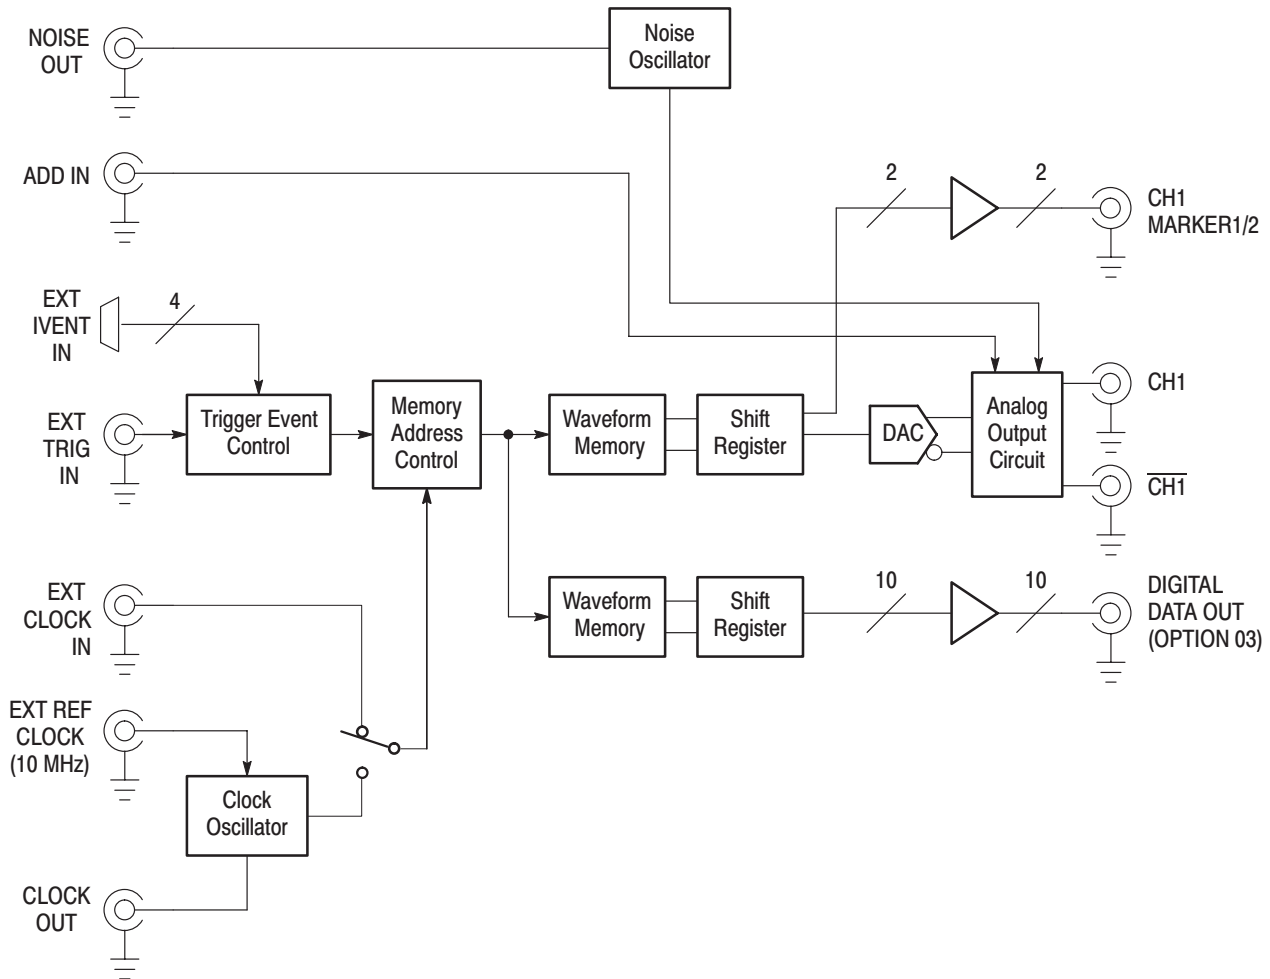 NOISE
OUT
Noise
Oscillator
ADD IN
2
2
CH1
MARKER1/2
EXT
IVENT
IN
4
EXT
TRIG
IN
Trigger Event
Control
Memory
Address
Control
Waveform
Memory
Shift
Register
DAC
Analog
Output
Circuit
CH1
CH1
EXT
CLOCK
IN
Waveform
Memory
Shift
Register
10
10
DIGITAL
DATA OUT
(OPTION 03)
EXT REF
CLOCK
(10 MHz)
Clock
Oscillator
CLOCK
OUT